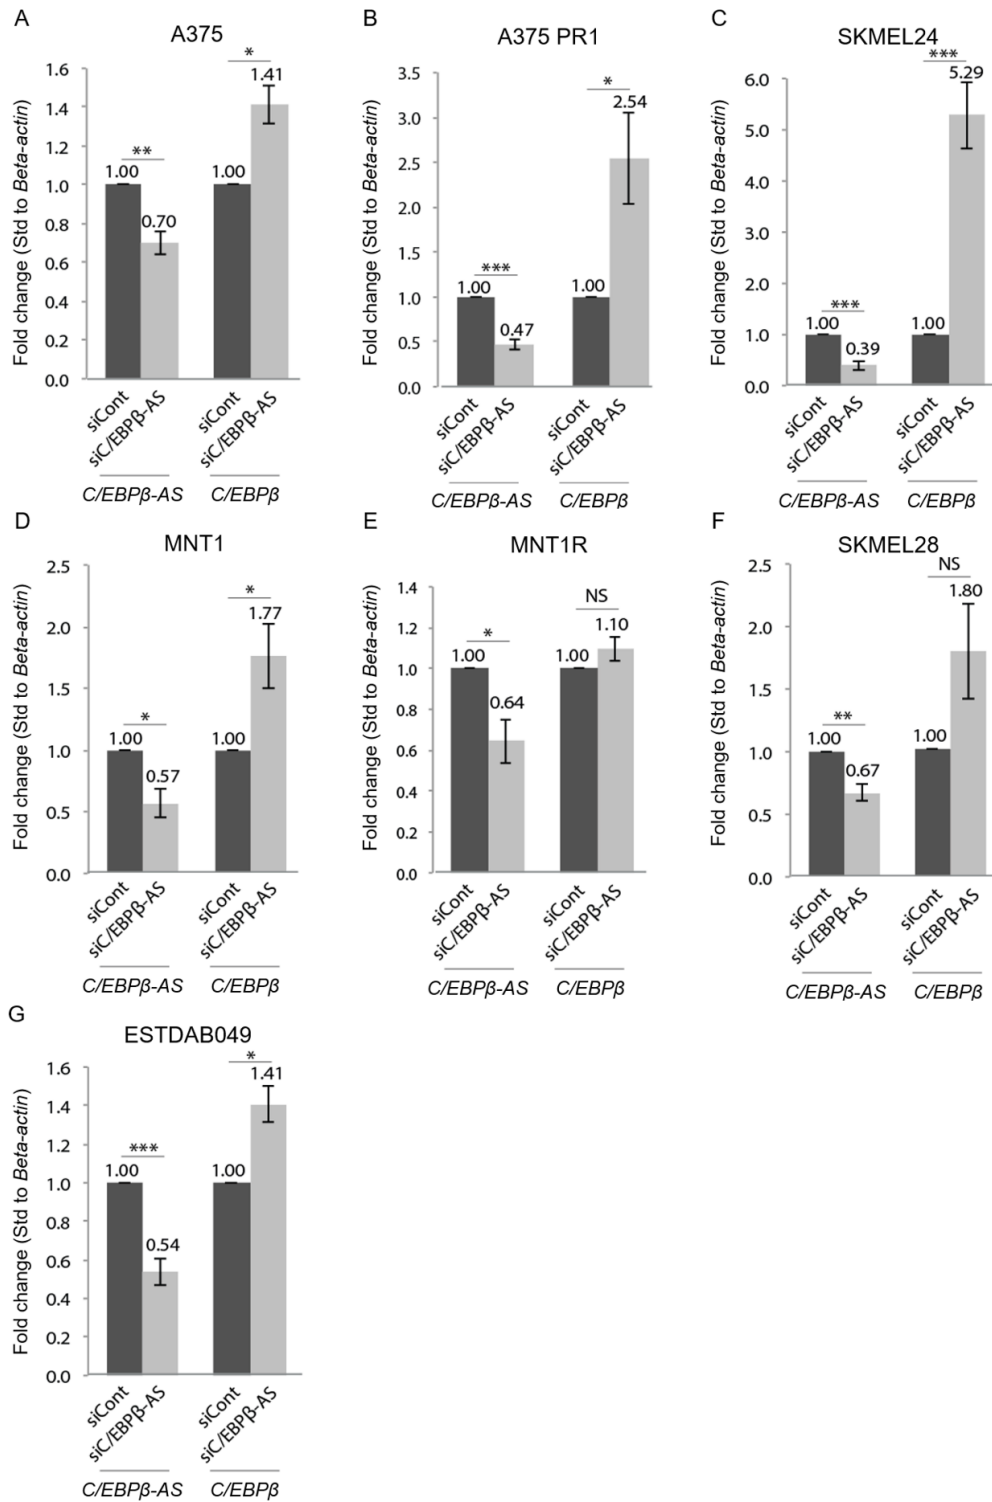 A
A375
Fold change (Std to Beta-actin)
1.6
1.4
1.2
1.0
0.8
0.6
0.4
0.2
0.0
**
1.00
0.70
*
1.00
1.41
siCont
siC/EBPβ-AS
siCont
siC/EBPβ-AS
C/EBPβ-AS
C/EBPβ
B
A375 PR1
Fold change (Std to Beta-actin)
3.5
3.0
2.5
2.0
1.5
1.0
0.5
0.0
***
1.00
0.47
*
1.00
2.54
siCont
siC/EBPβ-AS
siCont
siC/EBPβ-AS
C/EBPβ-AS
C/EBPβ
C
SKMEL24
Fold change (Std to Beta-actin)
6.0
5.0
4.0
3.0
2.0
1.0
0.0
***
1.00
0.39
***
1.00
5.29
siCont
siC/EBPβ-AS
siCont
siC/EBPβ-AS
C/EBPβ-AS
C/EBPβ
D
MNT1
Fold change (Std to Beta-actin)
2.5
2.0
1.5
1.0
0.5
0.0
*
1.00
0.57
*
1.00
1.77
siCont
siC/EBPβ-AS
siCont
siC/EBPβ-AS
C/EBPβ-AS
C/EBPβ
E
MNT1R
Fold change (Std to Beta-actin)
1.4
1.2
1.0
0.8
0.6
0.4
0.2
0.0
*
1.00
0.64
NS
1.00
1.10
siCont
siC/EBPβ-AS
siCont
siC/EBPβ-AS
C/EBPβ-AS
C/EBPβ
F
SKMEL28
Fold change (Std to Beta-actin)
2.5
2.0
1.5
1.0
0.5
0.0
**
1.00
0.67
NS
1.00
1.80
siCont
siC/EBPβ-AS
siCont
siC/EBPβ-AS
C/EBPβ-AS
C/EBPβ
G
ESTDAB049
Fold change (Std to Beta-actin)
1.6
1.4
1.2
1.0
0.8
0.6
0.4
0.2
0.0
***
1.00
0.54
*
1.00
1.41
siCont
siC/EBPβ-AS
siCont
siC/EBPβ-AS
C/EBPβ-AS
C/EBPβ